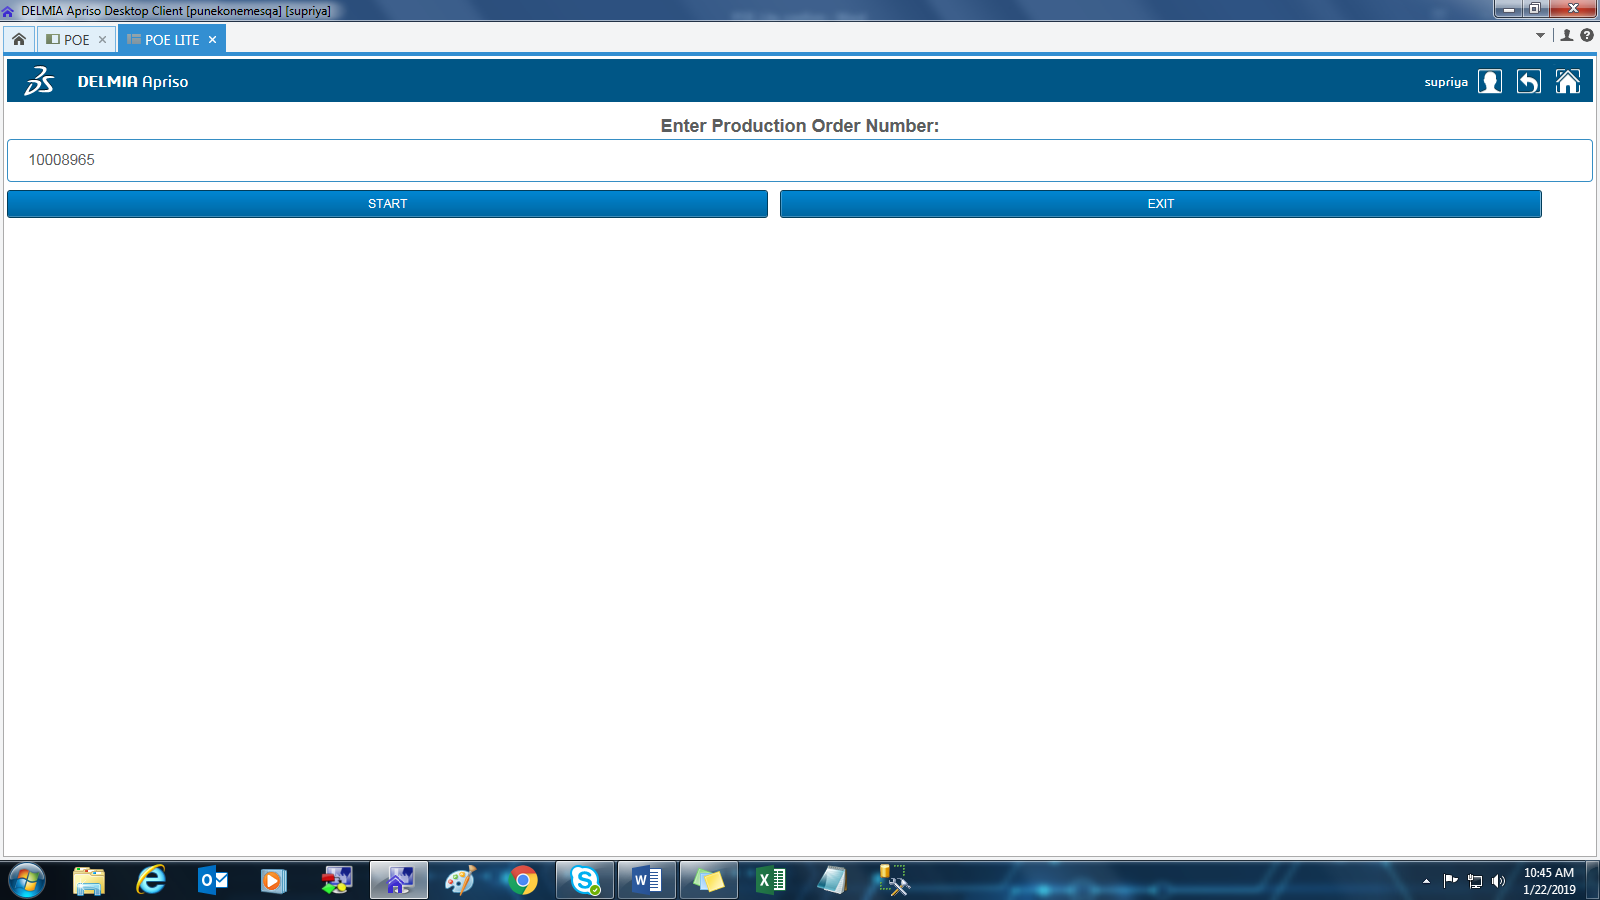 DELMIA Apriso Desktop Client [punekonemesqa] [supriya]
POE
POE LITE
DELMIA Apriso
supriya
Enter Production Order Number:
10008965
START
EXIT
10:45 AM
1/22/2019